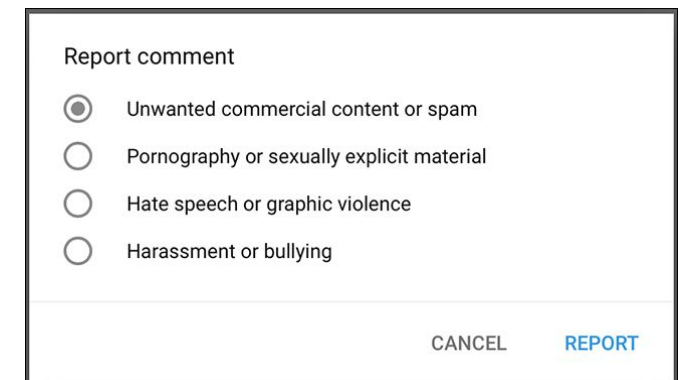 Report comment
Unwanted commercial content or spam
Pornography or sexually explicit material
Hate speech or graphic violence
Harassment or bullying
CANCEL REPORT